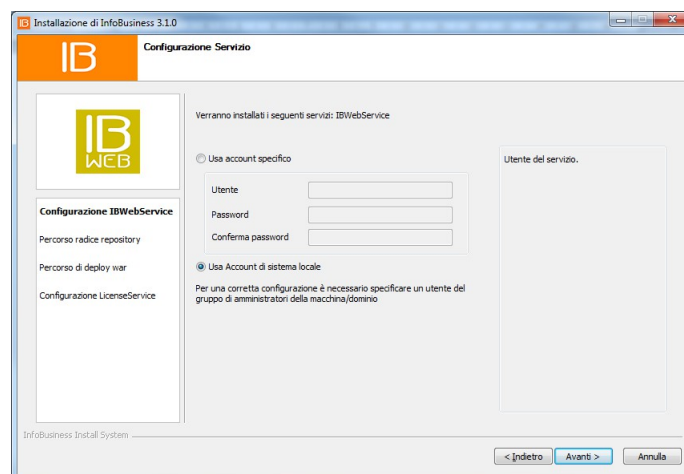 Installazione di InfoBusiness 3.1.0
IB
Configurazione Servizio
IB
WEB
Configurazione IBWebService
Percorso radice repository
Percorso di deploy war
Configurazione LicenseService
Verranno installati i seguenti servizi: IBWebService
Usa account specifico
Utente
Password
Conferma password
Usa Account di sistema locale
Per una corretta configurazione è necessario specificare un utente del
gruppo di amministratori della macchina/dominio
Utente del servizio.
InfoBusiness Install System
< Indietro
Avanti >
Annulla